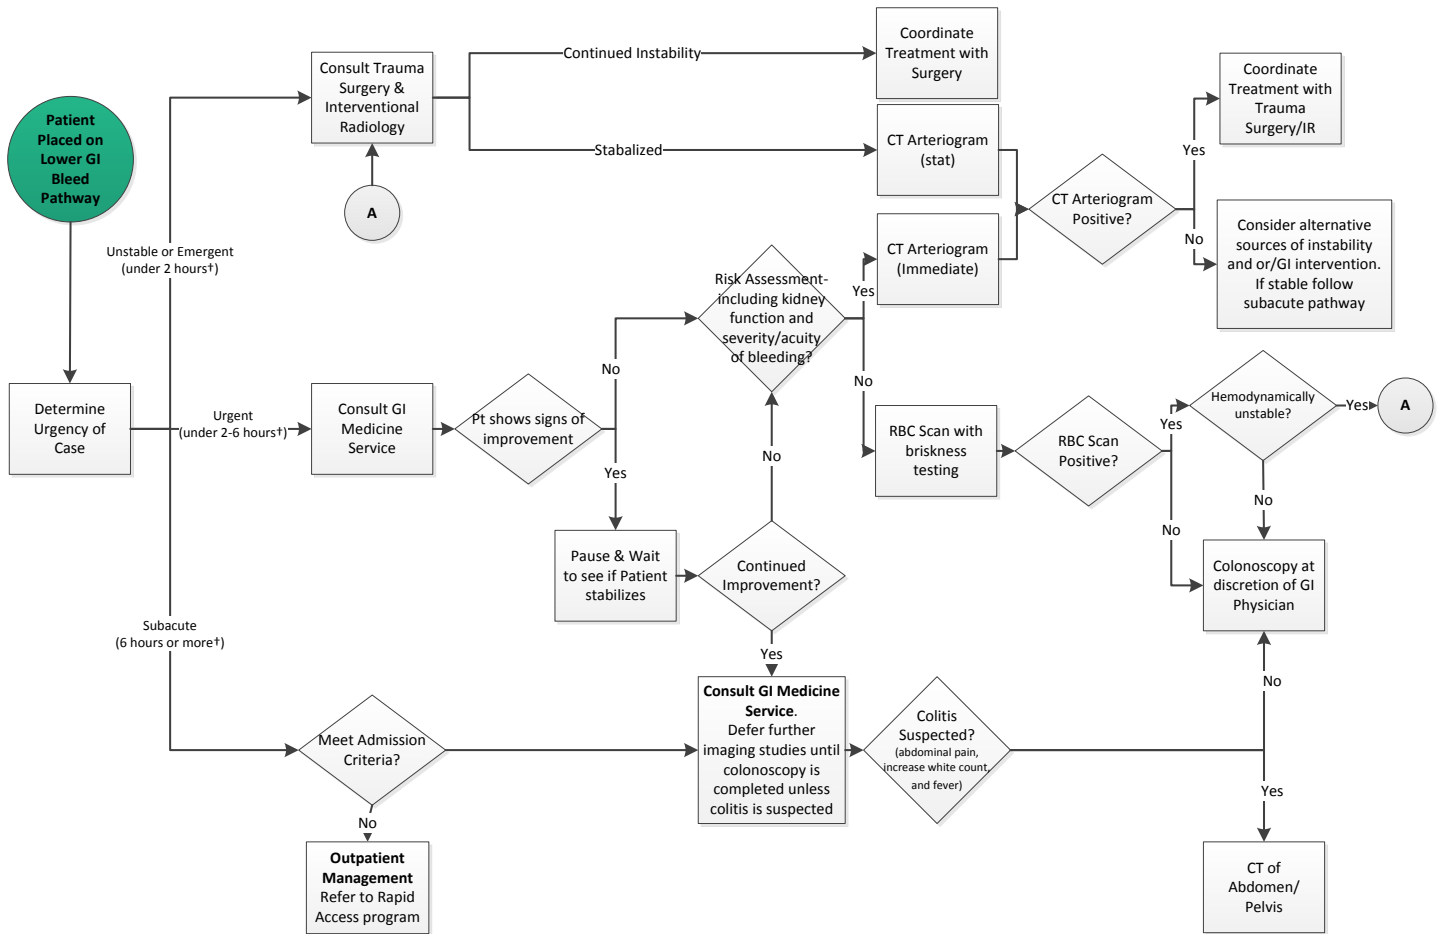 Patient
Placed on
Lower GI
Bleed
Pathway
Determine
Urgency of
Case
Unstable or Emergent
(under 2 hours†)
Urgent
(under 2-6 hours†)
Subacute
(6 hours or more†)
Consult Trauma
Surgery &
Interventional
Radiology
A
Continued Instability
Stabalized
Coordinate
Treatment with
Surgery
CT Arteriogram
(stat)
CT Arteriogram
(Immediate)
CT Arteriogram
Positive?
Yes
No
Coordinate
Treatment with
Trauma
Surgery/IR
Consider alternative
sources of instability
and or/GI intervention.
If stable follow
subacute pathway
Consult GI
Medicine
Service
Pt shows signs of
improvement
No
Yes
Pause & Wait
to see if Patient
stabilizes
Continued
Improvement?
No
Yes
Risk Assessment-
including kidney
function and
severity/acuity
of bleeding?
Yes
No
RBC Scan with
briskness
testing
RBC Scan
Positive?
Yes
No
Hemodynamically
unstable?
Yes
A
No
Colonoscopy at
discretion of GI
Physician
Meet Admission
Criteria?
No
Outpatient
Management
Refer to Rapid
Access program
Consult GI Medicine
Service.
Defer further
imaging studies until
colonoscopy is
completed unless
colitis is suspected
Colitis
Suspected?
(abdominal pain,
increase white count,
and fever)
No
Yes
CT of
Abdomen/
Pelvis